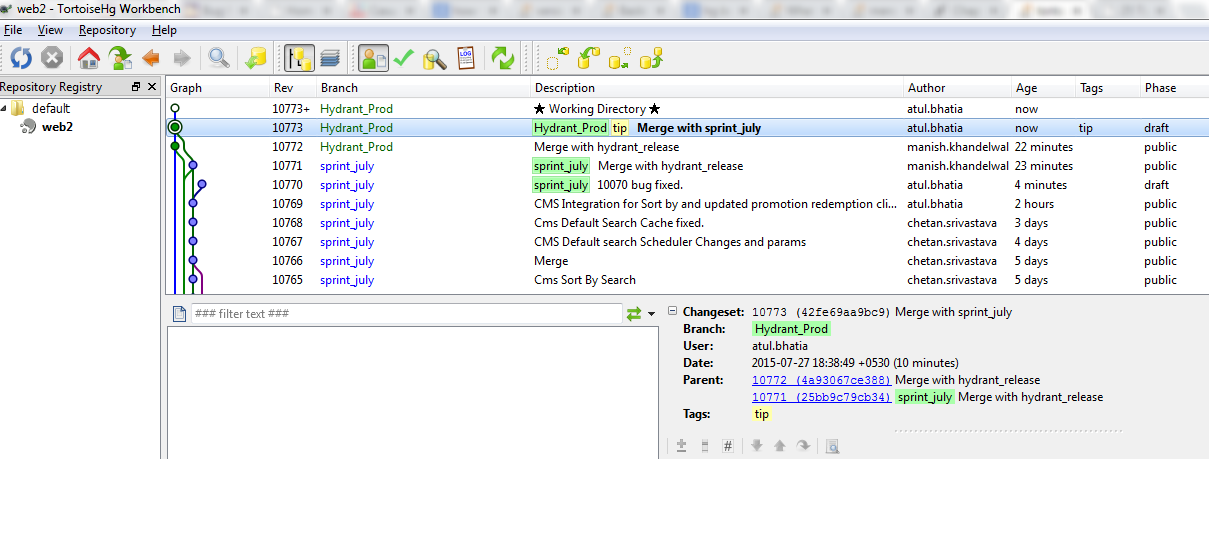 web2 - TortoiseHg Workbench
File View Repository Help
LOG
Repository Registry
default
web2
Graph Rev Branch Description Author Age Tags Phase
10773+ Hydrant_Prod ★ Working Directory ★ atul.bhatia now
10773 Hydrant_Prod Hydrant_Prod tip Merge with sprint_july atul.bhatia now tip draft
10772 Hydrant_Prod Merge with hydrant_release manish.khandelwal 22 minutes public
10771 sprint_july sprint_july Merge with hydrant_release manish.khandelwal 23 minutes public
10770 sprint_july sprint_july 10070 bug fixed. atul.bhatia 4 minutes draft
10769 sprint_july CMS Integration for Sort by and updated promotion redemption cli... atul.bhatia 2 hours public
10768 sprint_july Cms Default Search Cache fixed. chetan.srivastava 3 days public
10767 sprint_july CMS Default search Scheduler Changes and params chetan.srivastava 4 days public
10766 sprint_july Merge chetan.srivastava 5 days public
10765 sprint_july Cms Sort By Search chetan.srivastava 5 days public
### filter text ###
Changeset: 10773 (42fe69aa9bc9) Merge with sprint_july
Branch: Hydrant_Prod
User: atul.bhatia
Date: 2015-07-27 18:38:49 +0530 (10 minutes)
Parent: 10772 (4a93067ce388) Merge with hydrant_release
10771 (25bb9c79cb34) sprint_july Merge with hydrant_release
Tags: tip
#